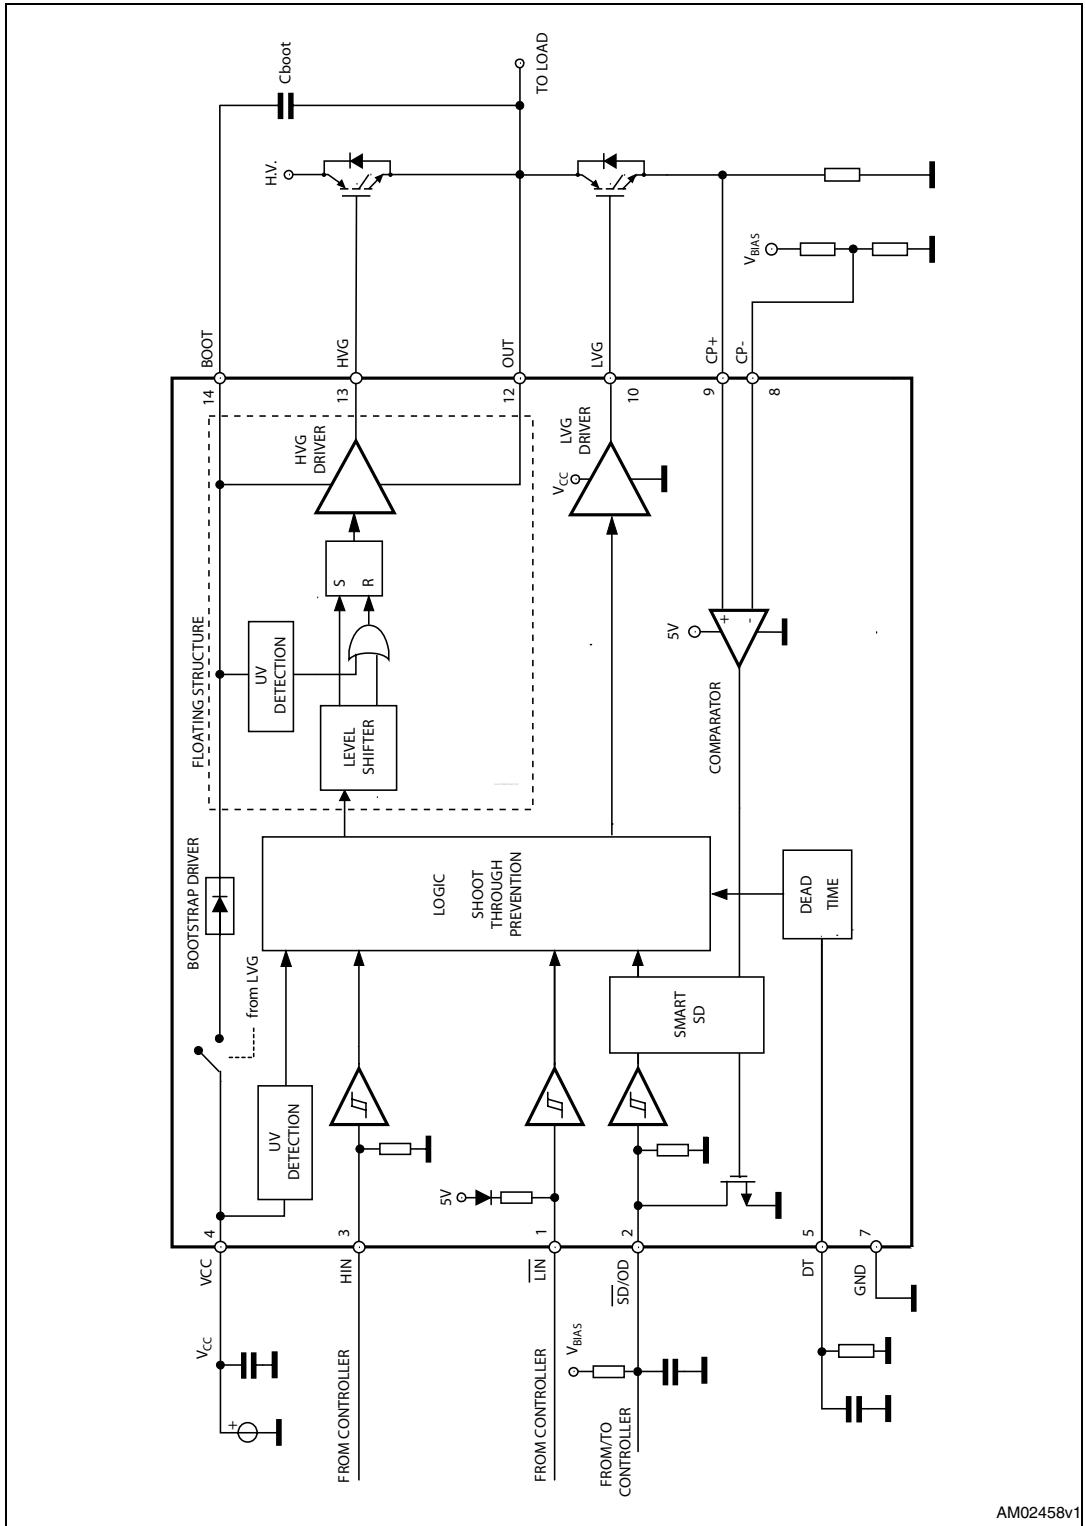 Cboot
TO LOAD
H.V.
VBIAS
BOOT
HVG
OUT
LVG
CP+
CP-
14
13
12
10
9
8
HVG
DRIVER
LVG
DRIVER
VCC
S
R
5V
+
-
FLOATING STRUCTURE
UV
DETECTION
LEVEL
SHIFTER
COMPARATOR
BOOTSTRAP DRIVER
LOGIC
SHOOT
THROUGH
PREVENTION
DEAD
TIME
from LVG
SMART
SD
UV
DETECTION
5V
4
3
1
2
5
7
VCC
HIN
LIN
SD/OD
DT
GND
VCC
VBIAS
+
FROM CONTROLLER
FROM CONTROLLER
FROM/TO
CONTROLLER
AM02458v1